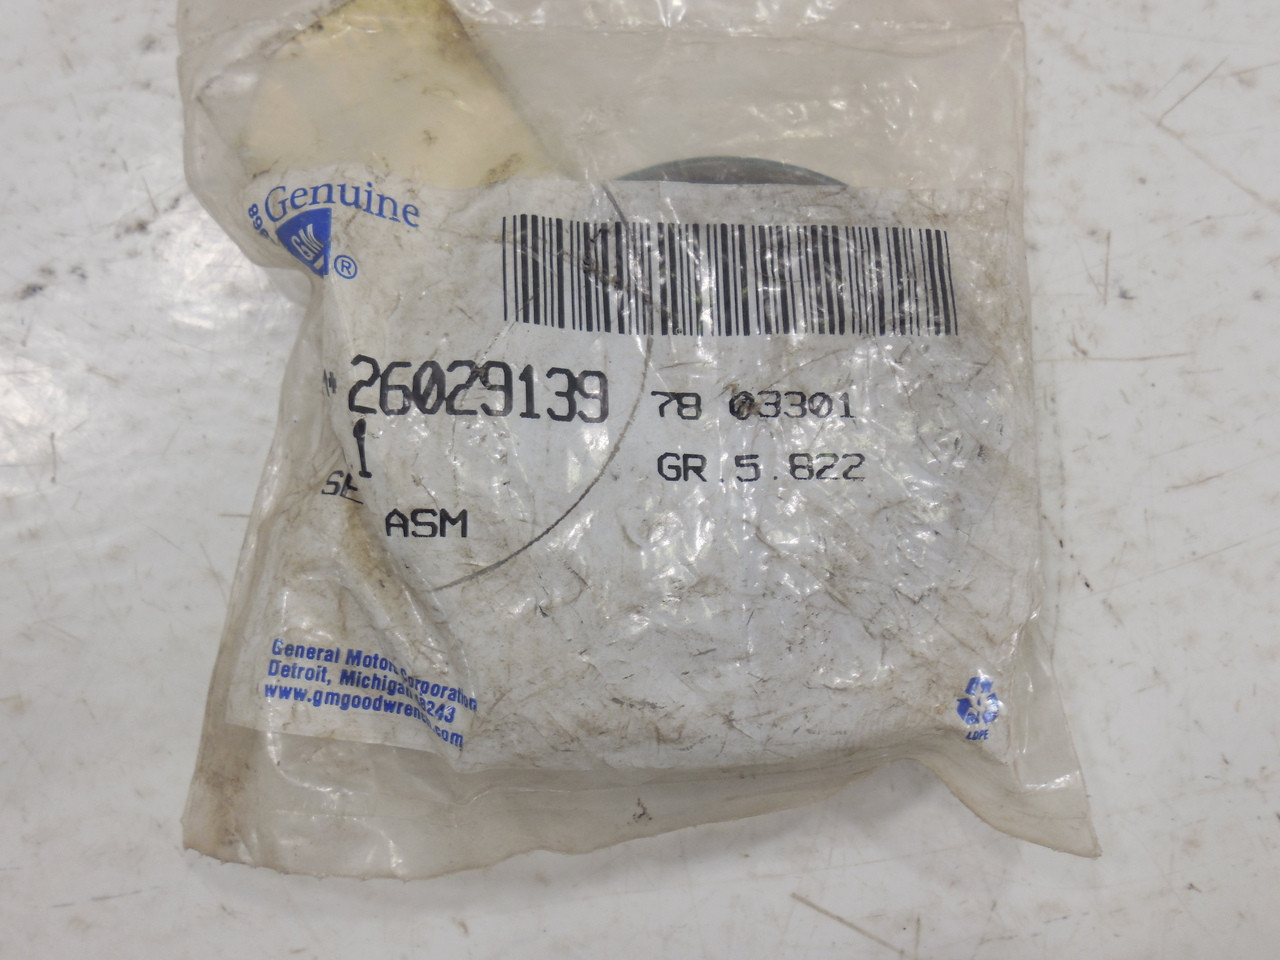 Genuine
GM ®
26029139 78 03301
1
GR.5.822
ASM
General Motors Corporation
Detroit, Michigan 48243
www.gmgoodwrench.com
LDPE